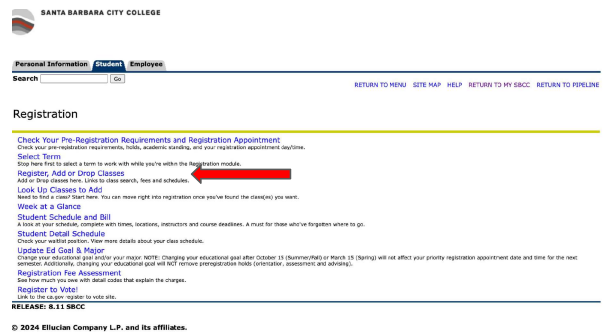 SANTA BARBARA CITY COLLEGE
Personal Information Student Employee
Search Go
RETURN TO MENU SITE MAP HELP RETURN TO MY SBCC RETURN TO PIPELINE
Registration
Check Your Pre-Registration Requirements and Registration Appointment
Check your pre-registration requirements, holds, academic standing, and your registration appointment day/time.
Select Term
Stop here first to select a term to work with while you're within the Registration module.
Register, Add or Drop Classes
Add or Drop classes here. Links to class search, fees and schedules.
Look Up Classes to Add
Need to find a class? Start here. You can move right into registration once you've found the class(es) you want.
Week at a Glance
Student Schedule and Bill
A look at your schedule, complete with times, locations, instructors and course deadlines. A must for those who've forgotten where to go.
Student Detail Schedule
Check your waitlist position. View more details about your class schedule.
Update Ed Goal & Major
Change your educational goal and/or your major. NOTE: Changing your educational goal after October 15 (Summer/Fall) or March 15 (Spring) will not affect your priority registration appointment date and time for the next
semester. Additionally, changing your educational goal will NOT remove preregistration holds (orientation, assessment and advising).
Registration Fee Assessment
See how much you owe with detail codes that explain the charges.
Register to Vote!
Link to the ca.gov register to vote site.
RELEASE: 8.11 SBCC
© 2024 Ellucian Company L.P. and its affiliates.